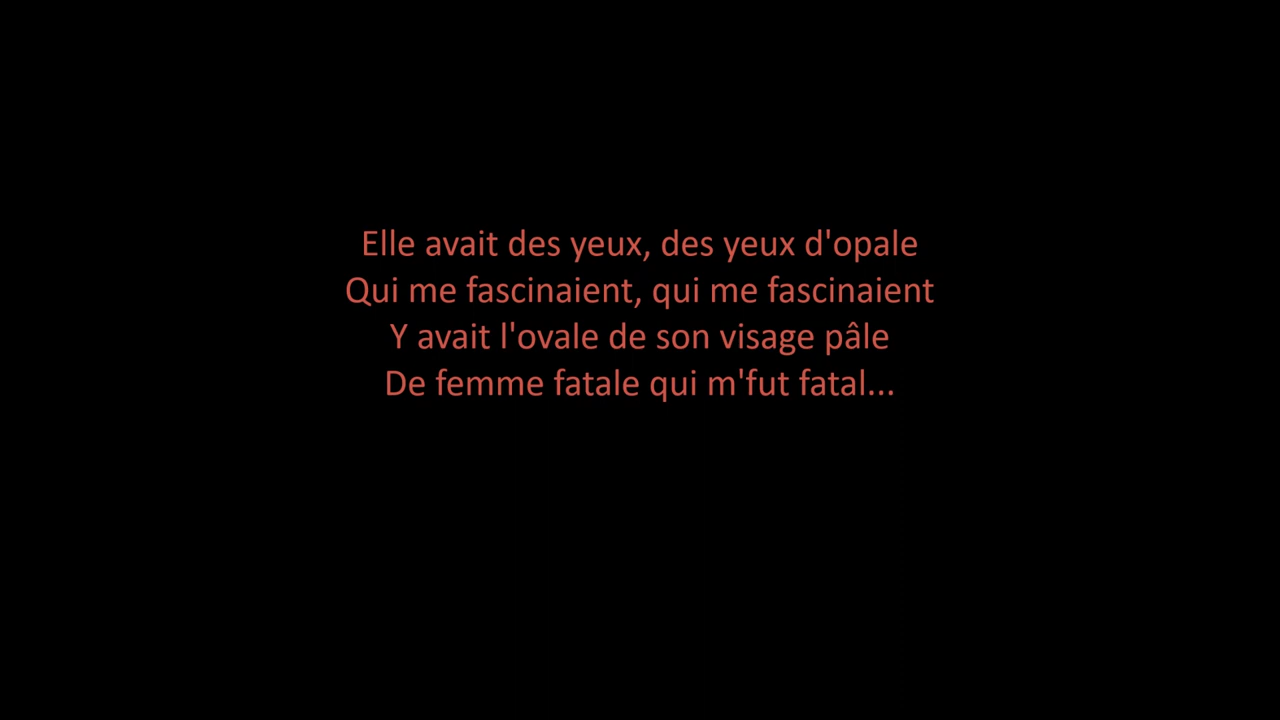 Elle avait des yeux, des yeux d'opale
Qui me fascinaient, qui me fascinaient
Y avait l'ovale de son visage pâle
De femme fatale qui m'fut fatal...